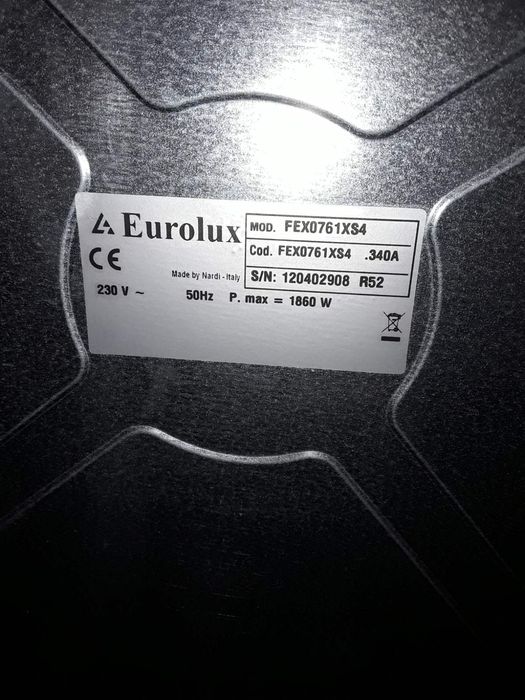 Eurolux
MOD. FEX0761XS4
Cod. FEX0761XS4 .340A
CE
Made by Nardi - Italy
S/N: 120402908 R52
230 V ~ 50Hz P. max = 1860 W